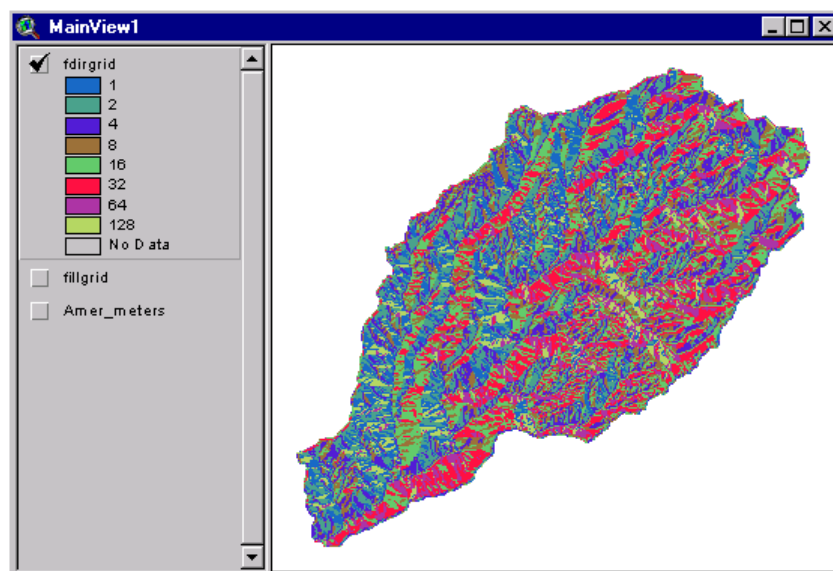 MainView1
fdirgrid
1
2
4
8
16
32
64
128
No Data
fillgrid
Amer_meters